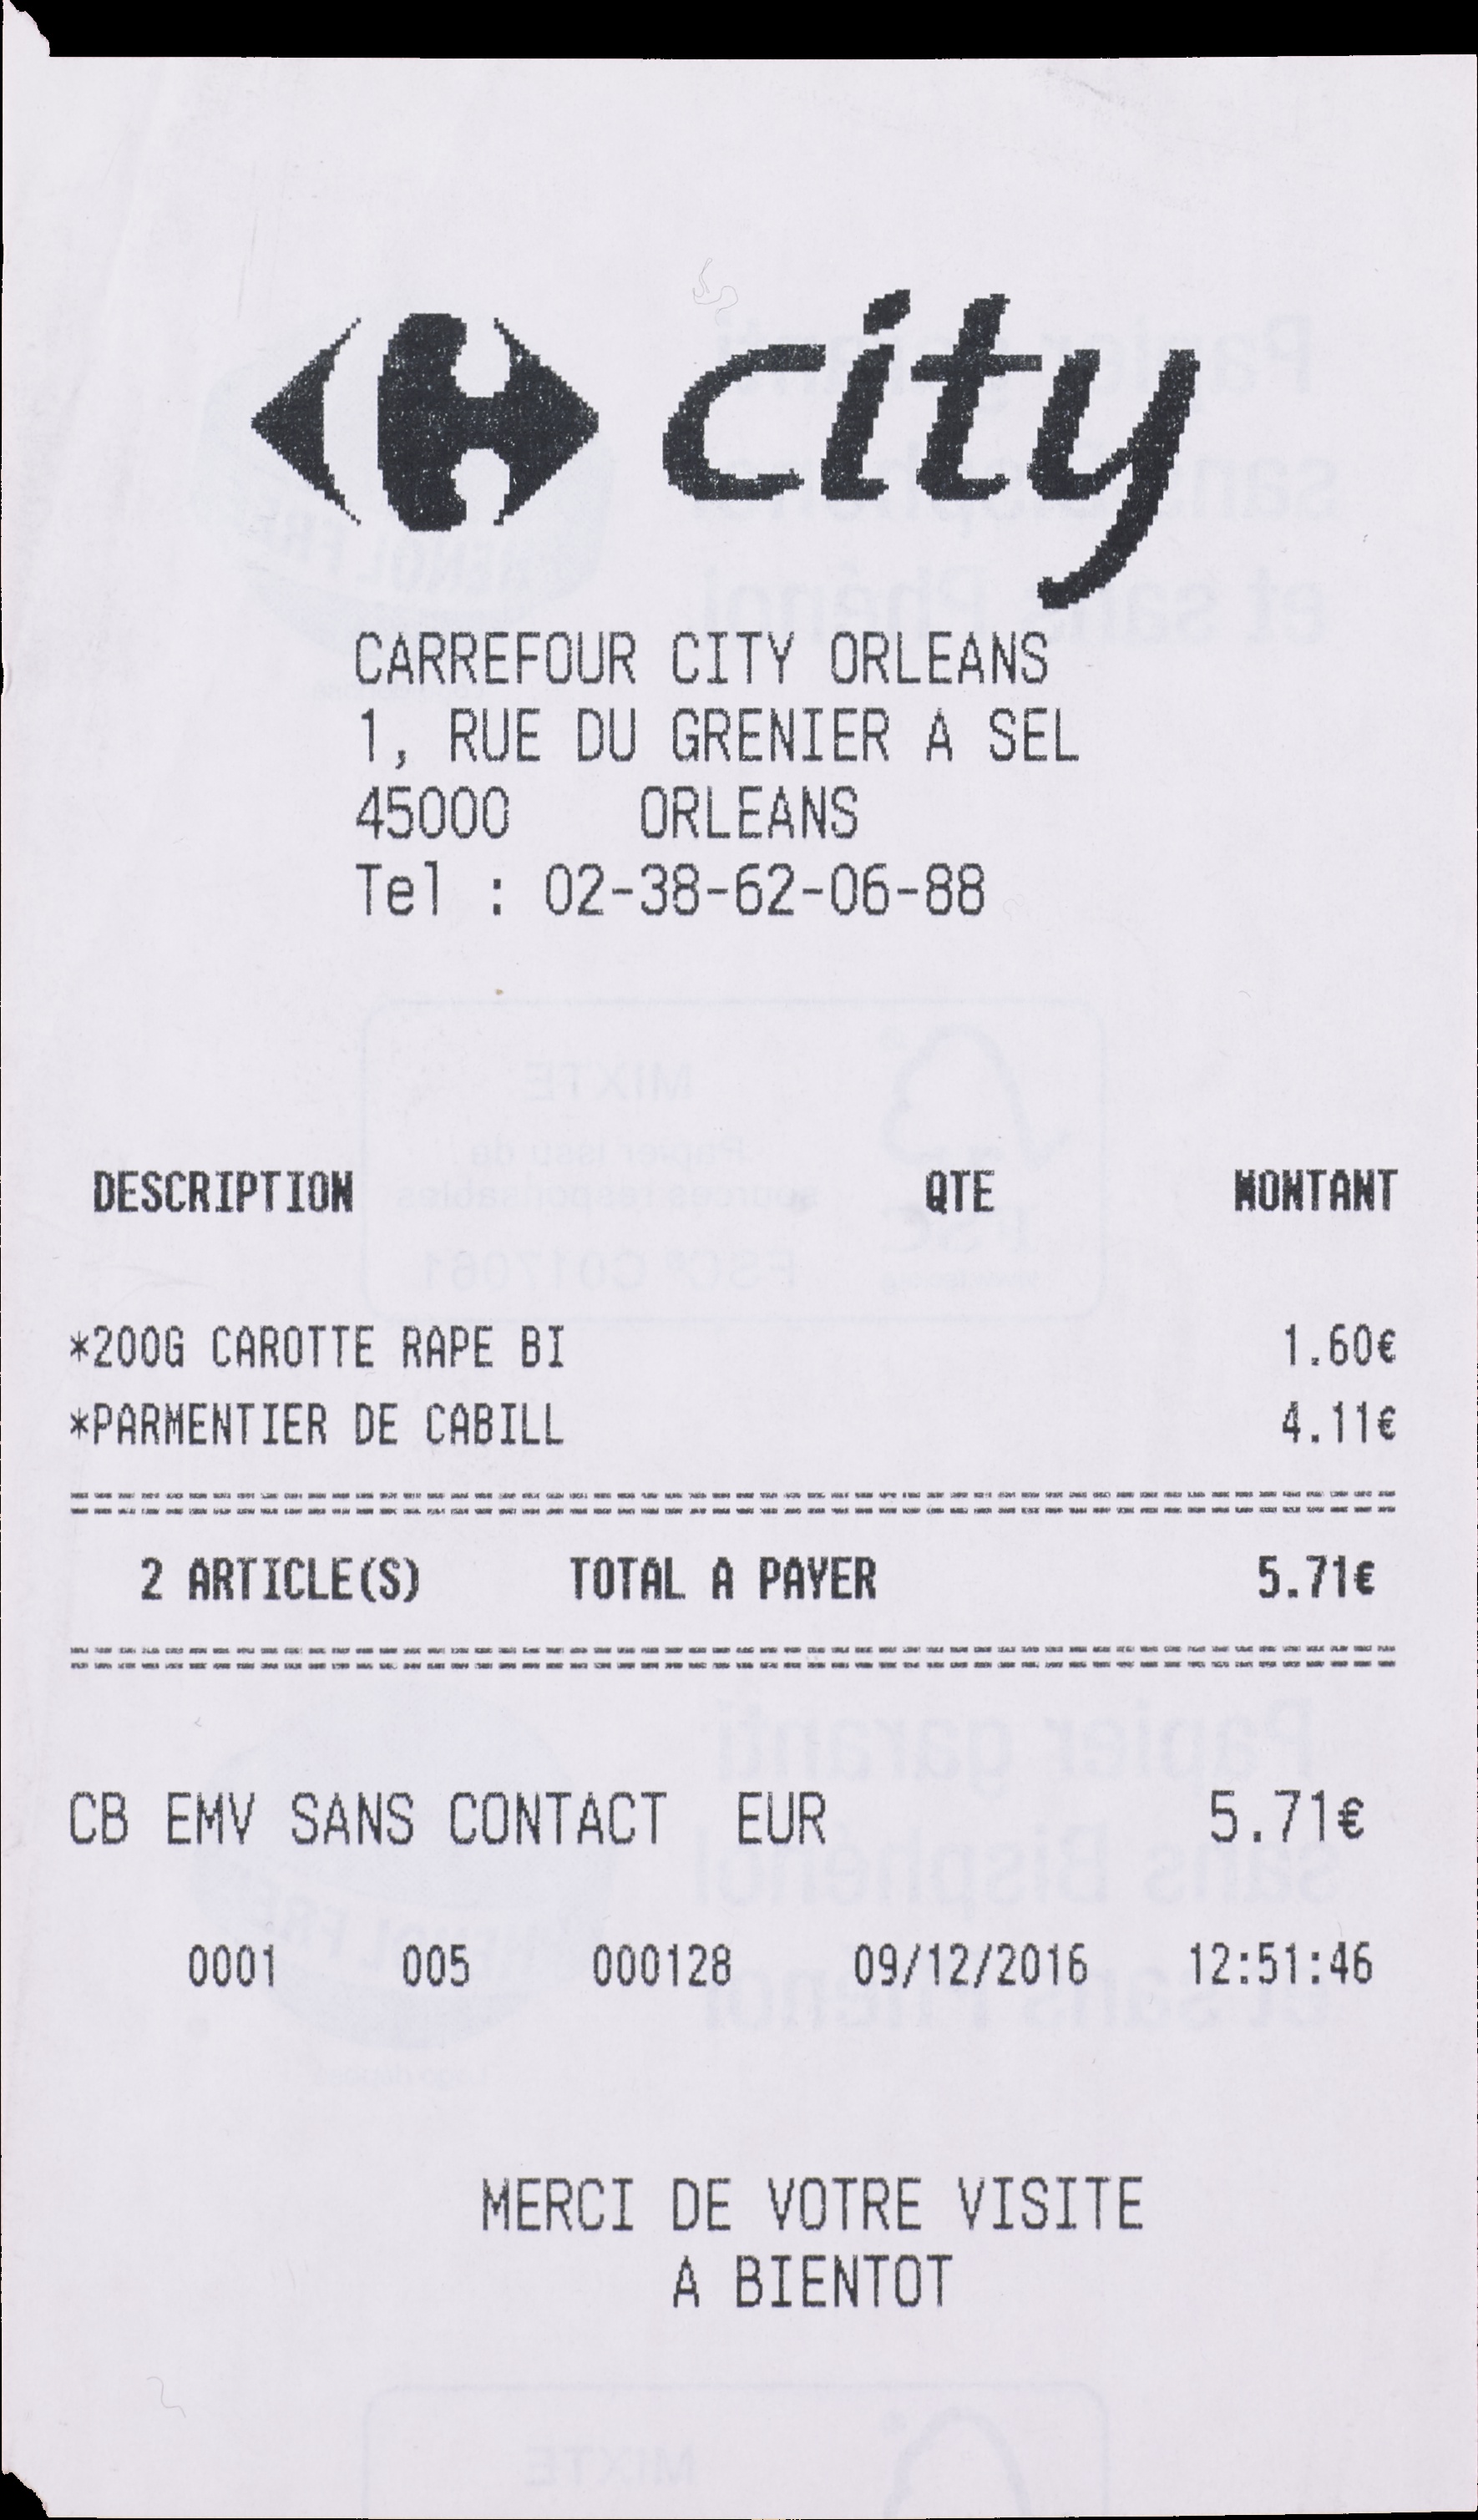 city
CARREFOUR CITY ORLEANS
1, RUE DU GRENIER A SEL
45000 ORLEANS
Tel : 02-38-62-06-88
DESCRIPTION QTE MONTANT
*200G CAROTTE RAPE BI 1.60€
*PARMENTIER DE CABILL 4.11€
2 ARTICLE(S) TOTAL A PAYER 5.71€
CB EMV SANS CONTACT EUR 5.71€
0001 005 000128 09/12/2016 12:51:46
MERCI DE VOTRE VISITE
A BIENTOT